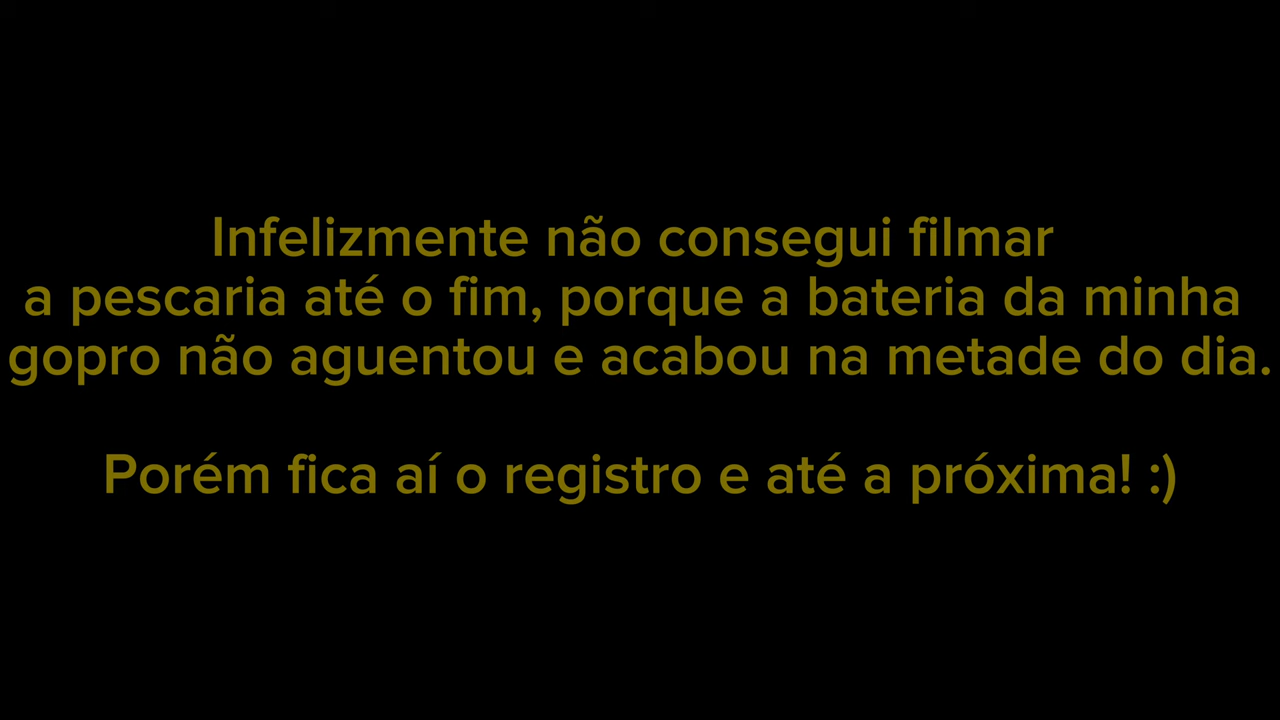 Infelizmente não consegui filmar
a pescaria até o fim, porque a bateria da minha
gopro não aguentou e acabou na metade do dia.
Porém fica aí o registro e até a próxima! :)